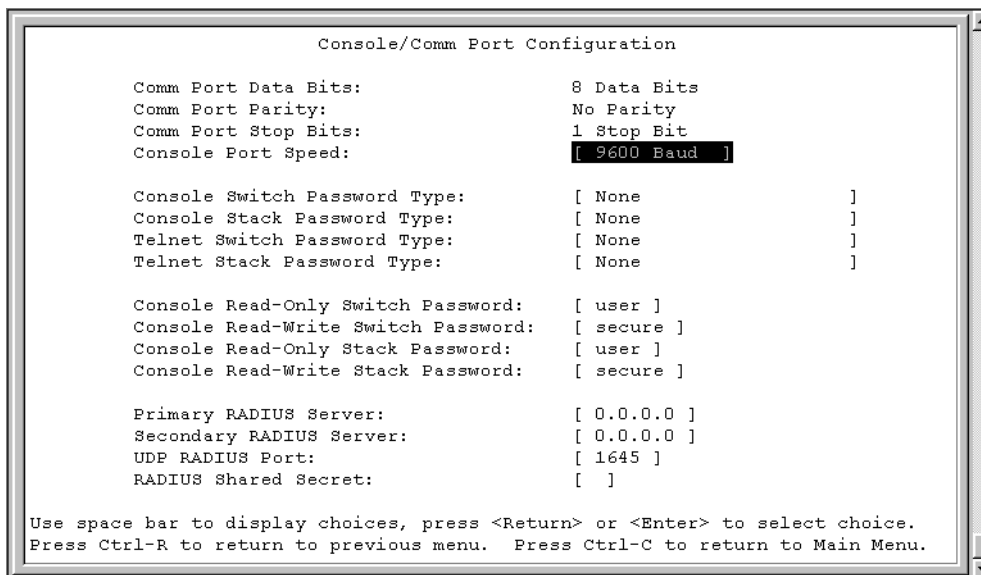 Console/Comm Port Configuration
Comm Port Data Bits: 8 Data Bits
Comm Port Parity: No Parity
Comm Port Stop Bits: 1 Stop Bit
Console Port Speed: [ 9600 Baud ]
Console Switch Password Type: [ None ]
Console Stack Password Type: [ None ]
Telnet Switch Password Type: [ None ]
Telnet Stack Password Type: [ None ]
Console Read-Only Switch Password: [ user ]
Console Read-Write Switch Password: [ secure ]
Console Read-Only Stack Password: [ user ]
Console Read-Write Stack Password: [ secure ]
Primary RADIUS Server: [ 0.0.0.0 ]
Secondary RADIUS Server: [ 0.0.0.0 ]
UDP RADIUS Port: [ 1645 ]
RADIUS Shared Secret: [ ]
Use space bar to display choices, press <Return> or <Enter> to select choice.
Press Ctrl-R to return to previous menu. Press Ctrl-C to return to Main Menu.